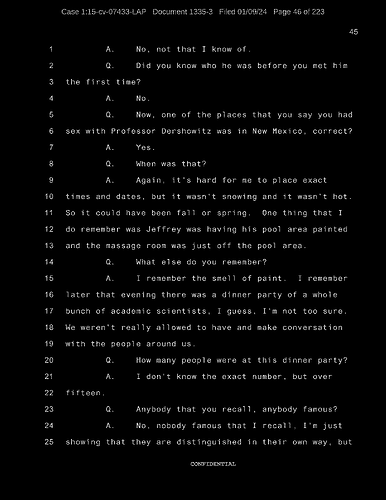 Case 1:15-cv-07433-LAP   Document 1335-3   Filed 01/09/24   Page 46 of 223
45
1 A. No, not that I know of.
2 Q. Did you know who he was before you met him
3 the first time?
4 A. No.
5 Q. Now, one of the places that you say you had
6 sex with Professor Dershowitz was in New Mexico, correct?
7 A. Yes.
8 Q. When was that?
9 A. Again, it's hard for me to place exact
10 times and dates, but it wasn't snowing and it wasn't hot.
11 So it could have been fall or spring. One thing that I
12 do remember was Jeffrey was having his pool area painted
13 and the massage room was just off the pool area.
14 Q. What else do you remember?
15 A. I remember the smell of paint. I remember
16 later that evening there was a dinner party of a whole
17 bunch of academic scientists, I guess, I'm not too sure.
18 We weren't really allowed to have and make conversation
19 with the people around us.
20 Q. How many people were at this dinner party?
21 A. I don't know the exact number, but over
22 fifteen.
23 Q. Anybody that you recall, anybody famous?
24 A. No, nobody famous that I recall, I'm just
25 showing that they are distinguished in their own way, but
CONFIDENTIAL